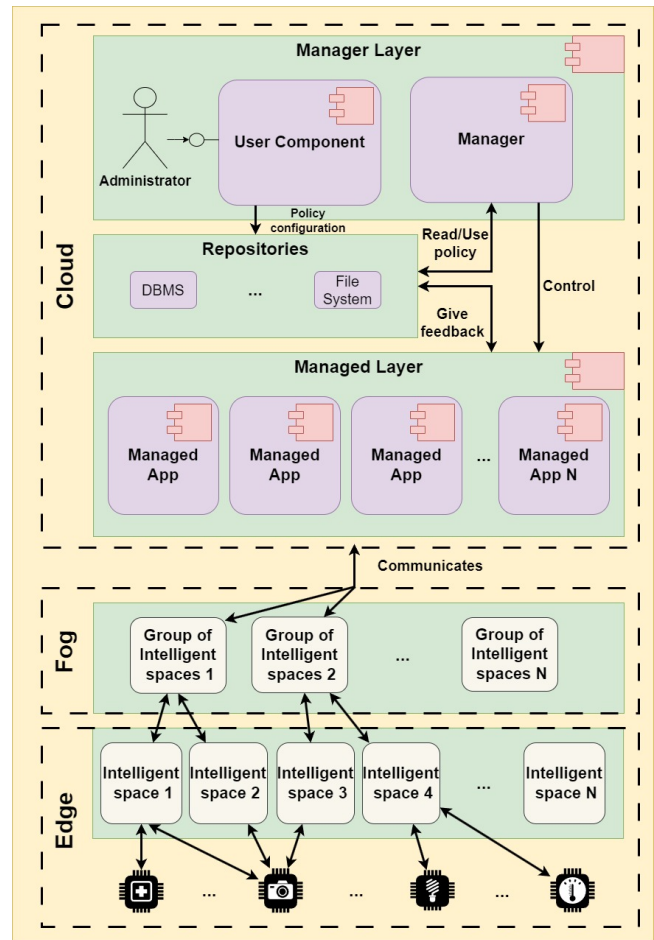 Manager Layer
User Component
Manager
Administrator
Policy
configuration
Read/Use
policy
Repositories
DBMS
...
File
System
Control
Give
feedback
Cloud
Managed Layer
Managed
App
Managed
App
Managed
App
...
Managed
App N
Communicates
Fog
Group of
Intelligent
spaces 1
Group of
Intelligent
spaces 2
...
Group of
Intelligent
spaces N
Edge
Intelligent
space 1
Intelligent
space 2
Intelligent
space 3
Intelligent
space 4
...
Intelligent
space N
...
...
...